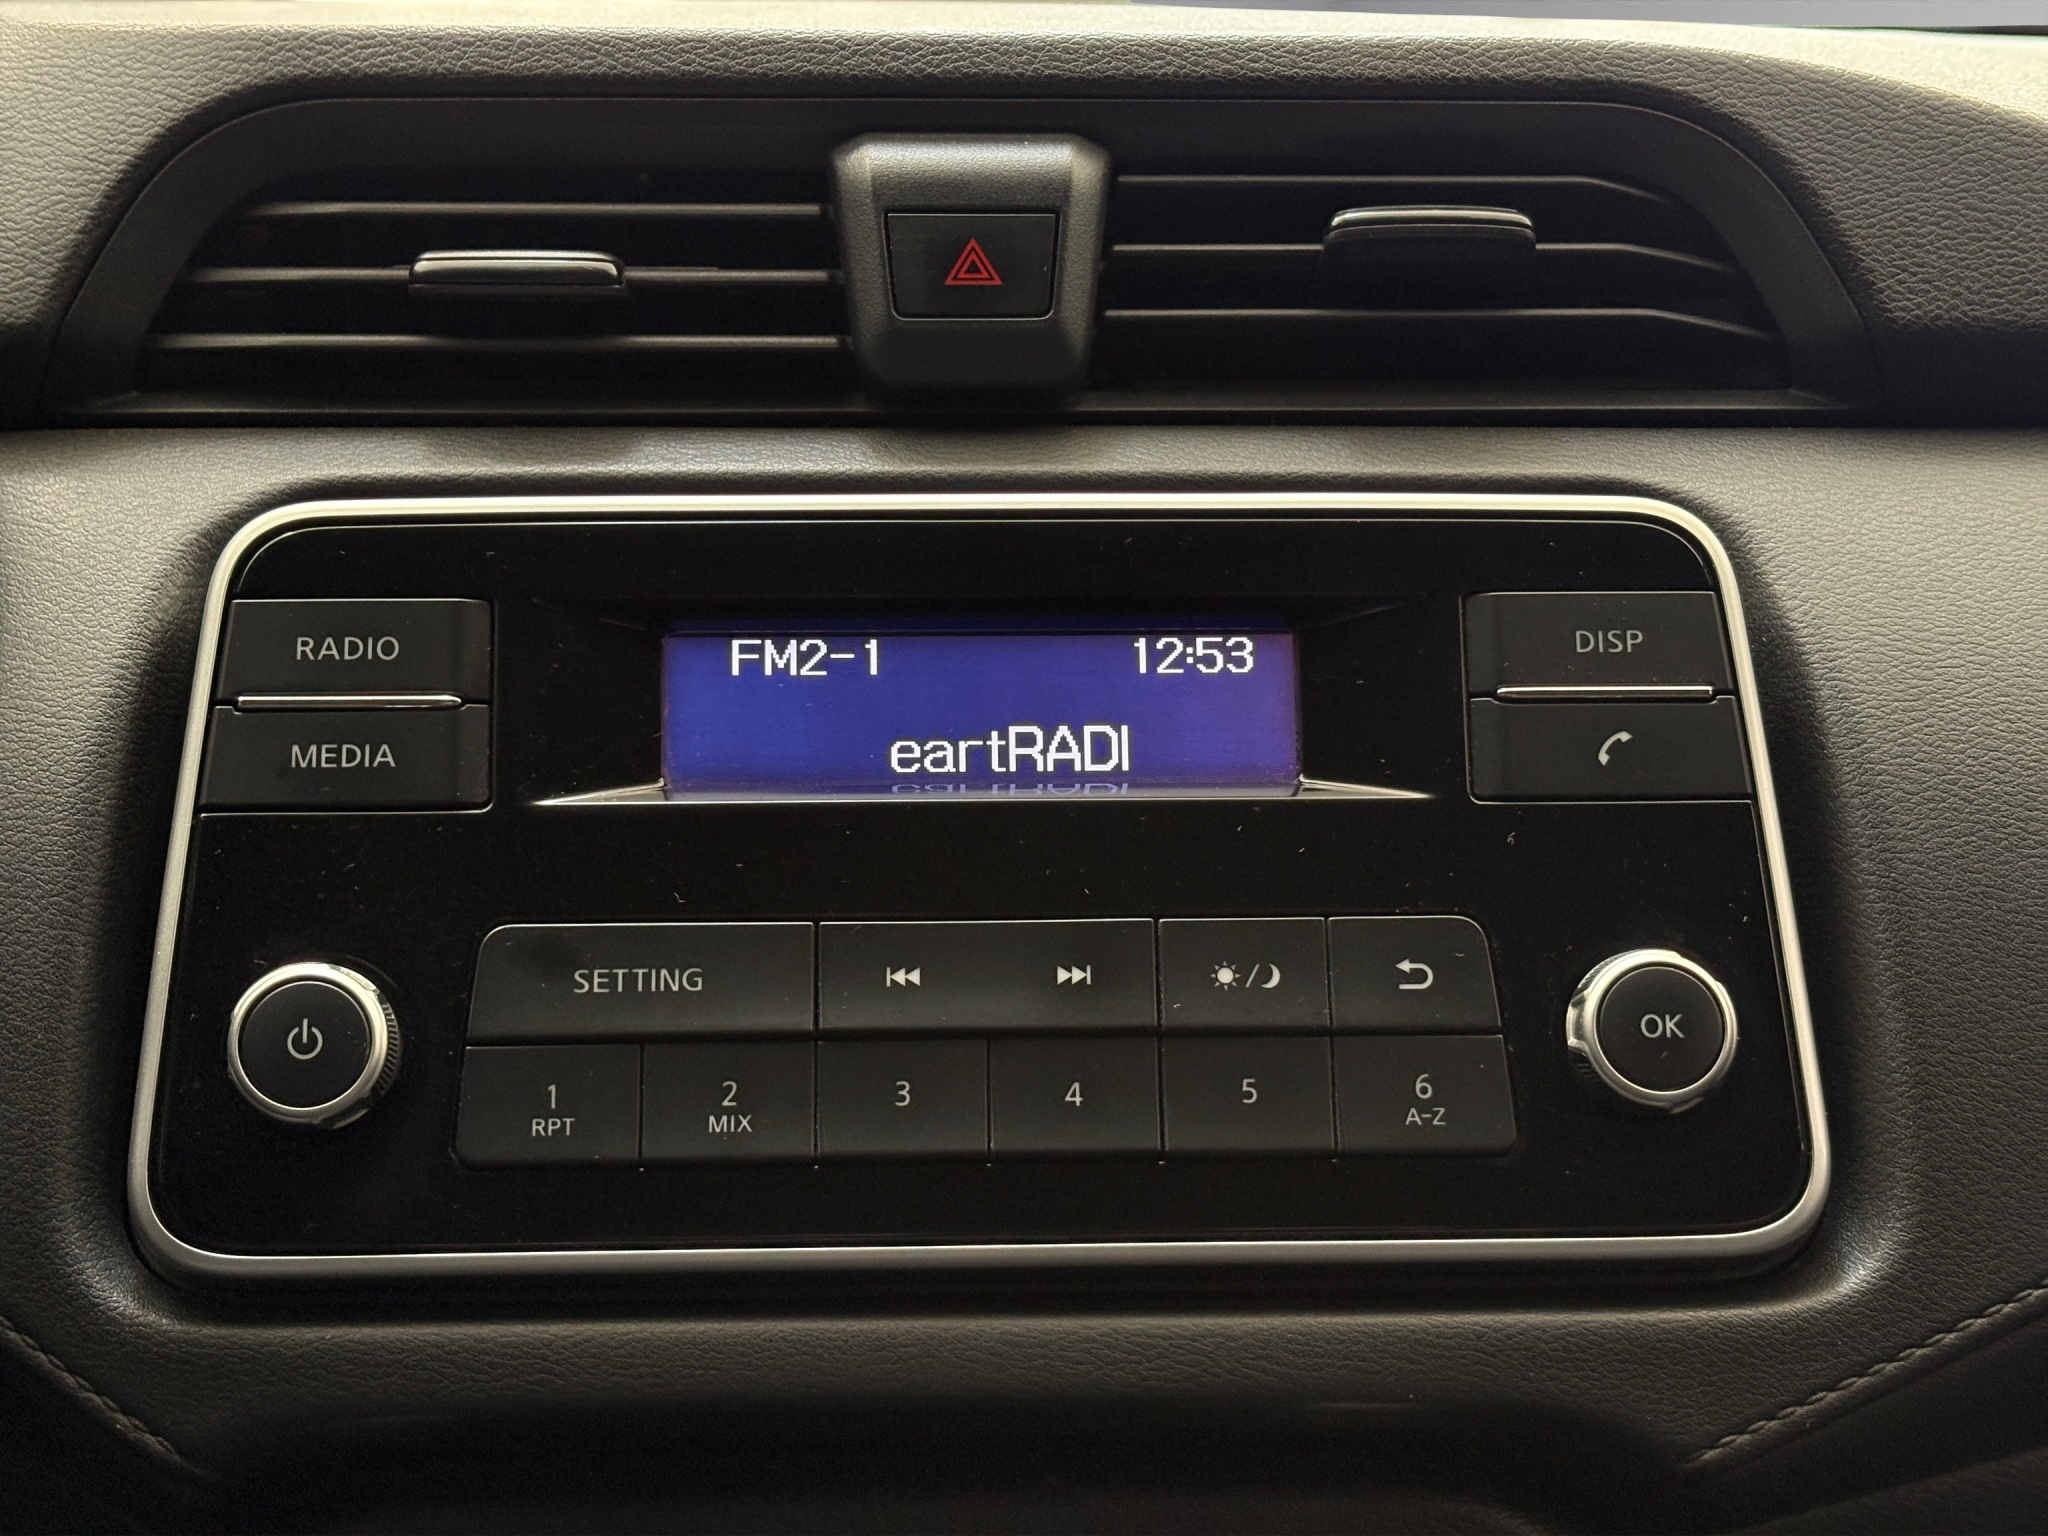 FM2-1 12:53
eartRADI
RADIO
MEDIA
DISP
SETTING
OK
1 2 3 4 5 6
RPT MIX A-Z